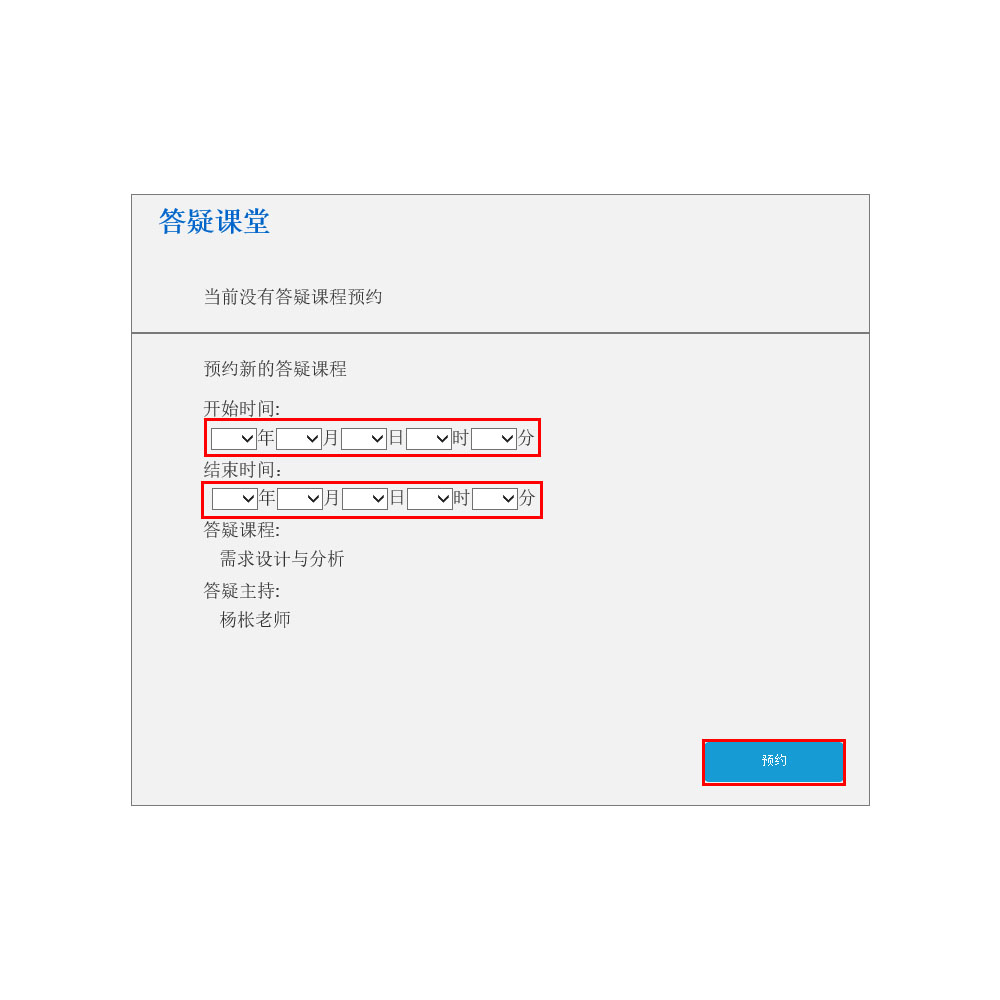 答疑课堂
当前没有答疑课程预约
预约新的答疑课程
开始时间:
年 月 日 时 分
结束时间：
年 月 日 时 分
答疑课程:
需求设计与分析
答疑主持:
杨枨老师
预约